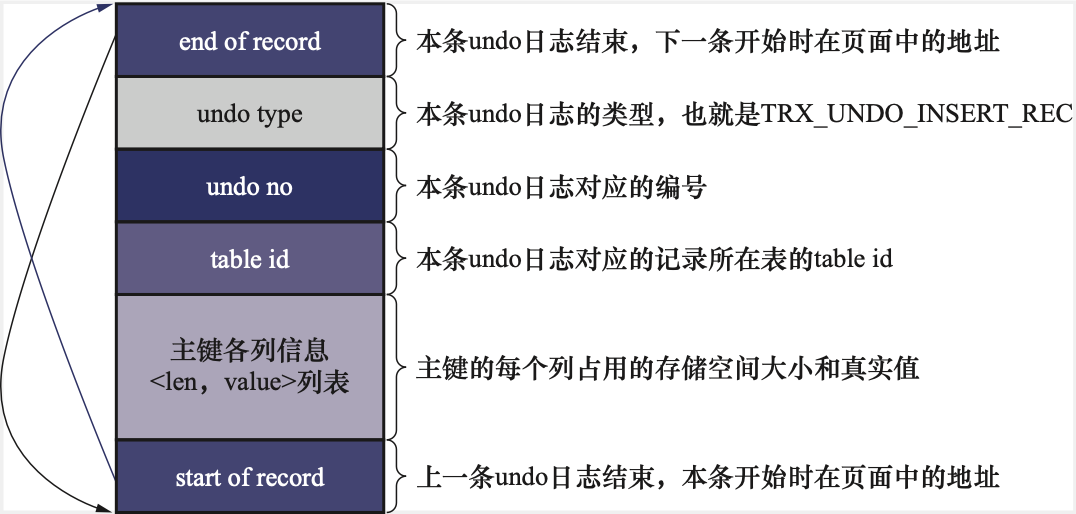 end of record
本条undo日志结束，下一条开始时在页面中的地址
undo type
本条undo日志的类型，也就是TRX_UNDO_INSERT_REC
undo no
本条undo日志对应的编号
table id
本条undo日志对应的记录所在表的table id
主键各列信息
<len，value>列表
主键的每个列占用的存储空间大小和真实值
start of record
上一条undo日志结束，本条开始时在页面中的地址